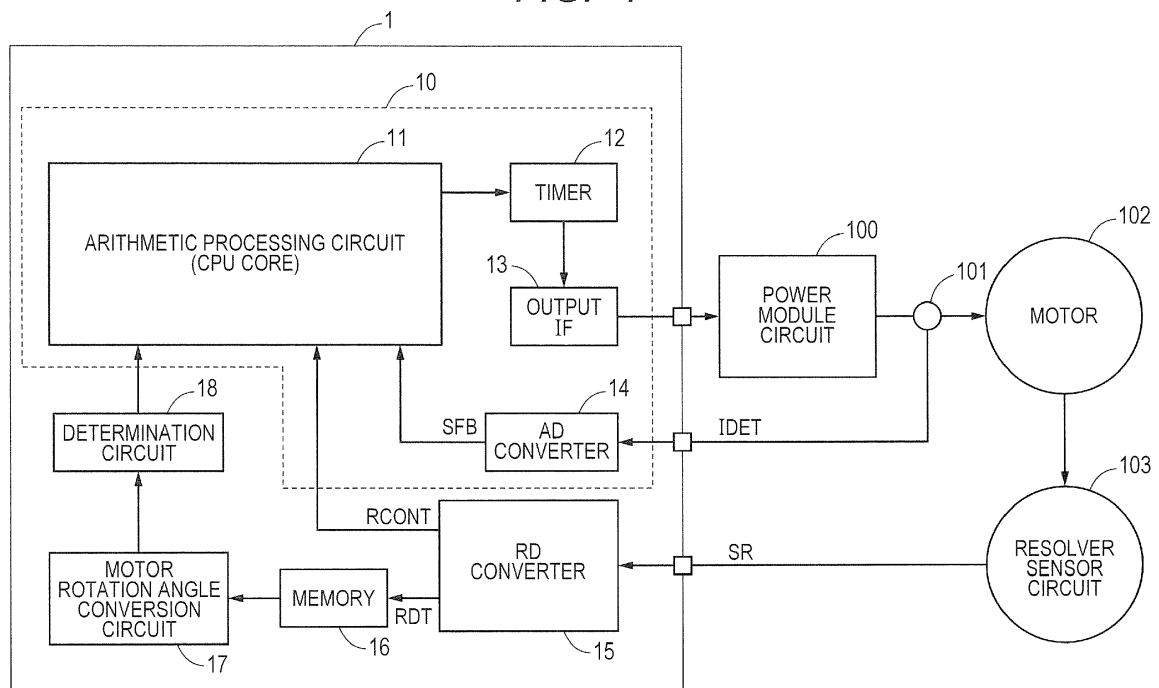 1
10
11
12
ARITHMETIC PROCESSING CIRCUIT
(CPU CORE)
TIMER
13
OUTPUT
IF
100
POWER
MODULE
CIRCUIT
101
102
MOTOR
18
DETERMINATION
CIRCUIT
SFB
14
AD
CONVERTER
IDET
103
RESOLVER
SENSOR
CIRCUIT
RCONT
RD
CONVERTER
SR
MOTOR
ROTATION ANGLE
CONVERSION
CIRCUIT
MEMORY
RDT
17
16
15